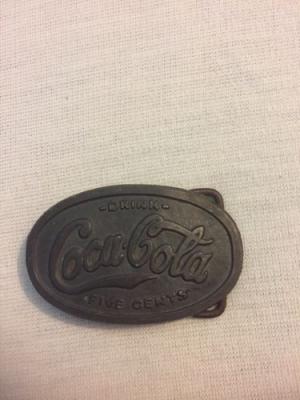 -DRINK-
Coca-Cola
FIVE CENTS